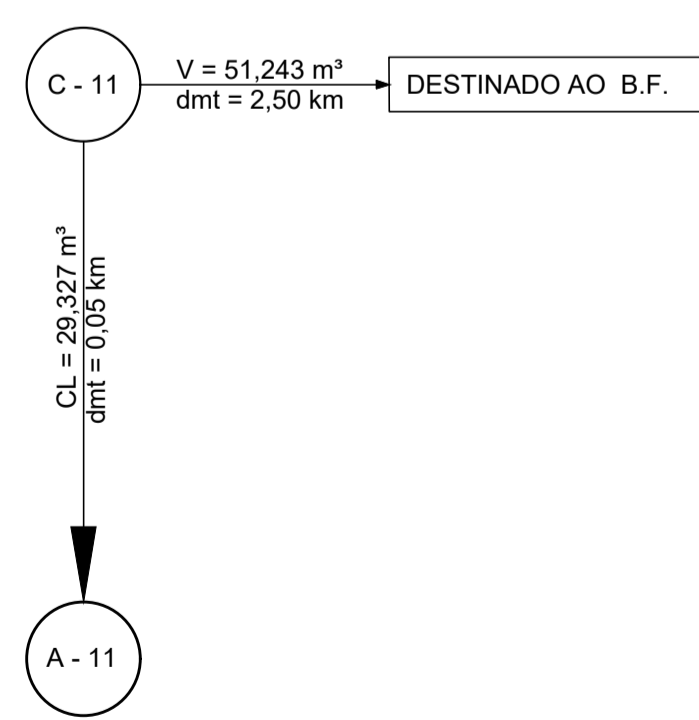 C - 11
V = 51,243 m³
dmt = 2,50 km
DESTINADO AO B.F.
CL = 29,327 m³
dmt = 0,05 km
A - 11